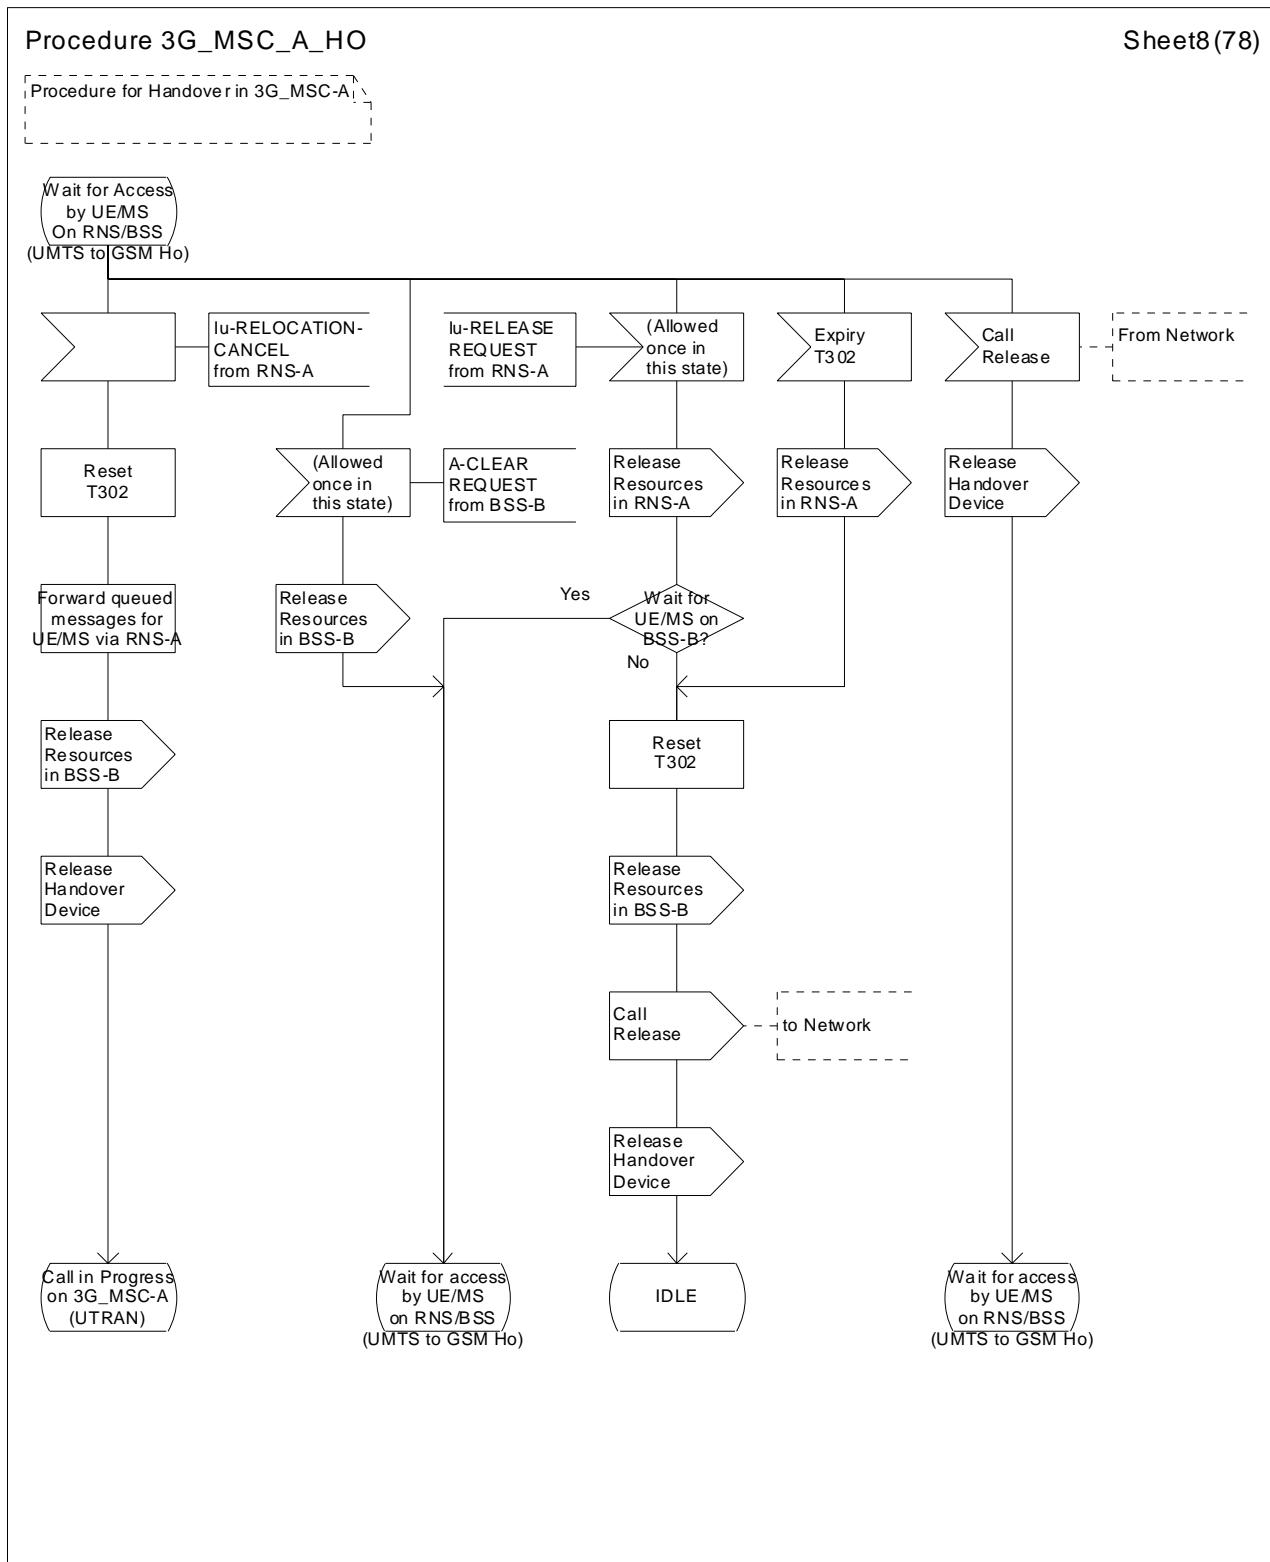 Procedure 3G_MSC_A_HO
Sheet8(78)
Procedure for Handover in 3G_MSC-A
Wait for Access
by UE/MS
On RNS/BSS
(UMTS to GSM Ho)
Iu-RELOCATION-
CANCEL
from RNS-A
Iu-RELEASE
REQUEST
from RNS-A
(Allowed
once in
this state)
Expiry
T302
Call
Release
From Network
Reset
T302
(Allowed
once in
this state)
A-CLEAR
REQUEST
from BSS-B
Release
Resources
in RNS-A
Release
Resources
in RNS-A
Release
Handover
Device
Forward queued
messages for
UE/MS via RNS-A
Release
Resources
in BSS-B
Yes
Wait for
UE/MS on
BSS-B?
No
Release
Resources
in BSS-B
Reset
T302
Release
Handover
Device
Release
Resources
in BSS-B
Call
Release
to Network
Release
Handover
Device
Call in Progress
on 3G_MSC-A
(UTRAN)
Wait for access
by UE/MS
on RNS/BSS
(UMTS to GSM Ho)
IDLE
Wait for access
by UE/MS
on RNS/BSS
(UMTS to GSM Ho)